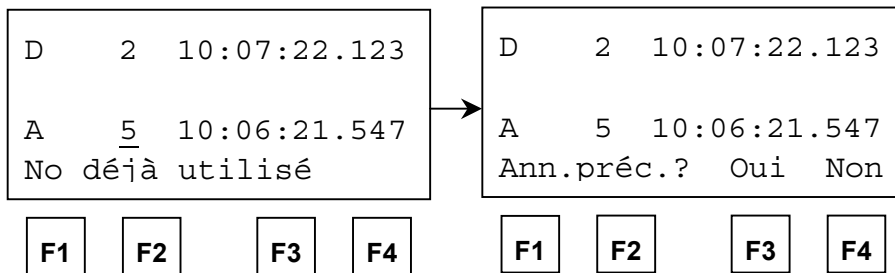 D 2 10:07:22.123
A 5 10:06:21.547
No déjà utilisé
F1 F2 F3 F4
D 2 10:07:22.123
A 5 10:06:21.547
Ann.préc.? Oui Non
F1 F2 F3 F4